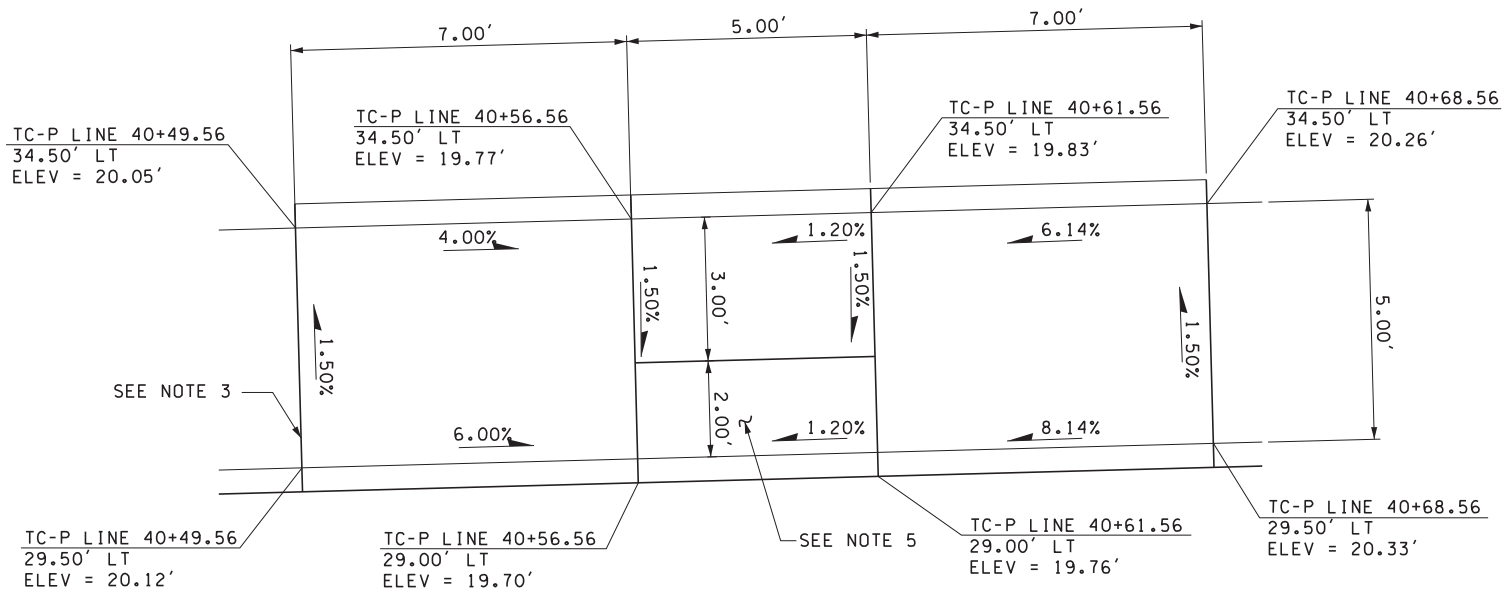 7.00′
5.00′
7.00′
TC-P LINE 40+49.56
34.50′ LT
ELEV = 20.05′
TC-P LINE 40+56.56
34.50′ LT
ELEV = 19.77′
TC-P LINE 40+61.56
34.50′ LT
ELEV = 19.83′
TC-P LINE 40+68.56
34.50′ LT
ELEV = 20.26′
4.00%
1.20%
6.14%
1.50%
1.50%
3.00′
1.50%
1.50%
5.00′
SEE NOTE 3
6.00%
2.00′
1.20%
8.14%
TC-P LINE 40+49.56
29.50′ LT
ELEV = 20.12′
TC-P LINE 40+56.56
29.00′ LT
ELEV = 19.70′
SEE NOTE 5
TC-P LINE 40+61.56
29.00′ LT
ELEV = 19.76′
TC-P LINE 40+68.56
29.50′ LT
ELEV = 20.33′